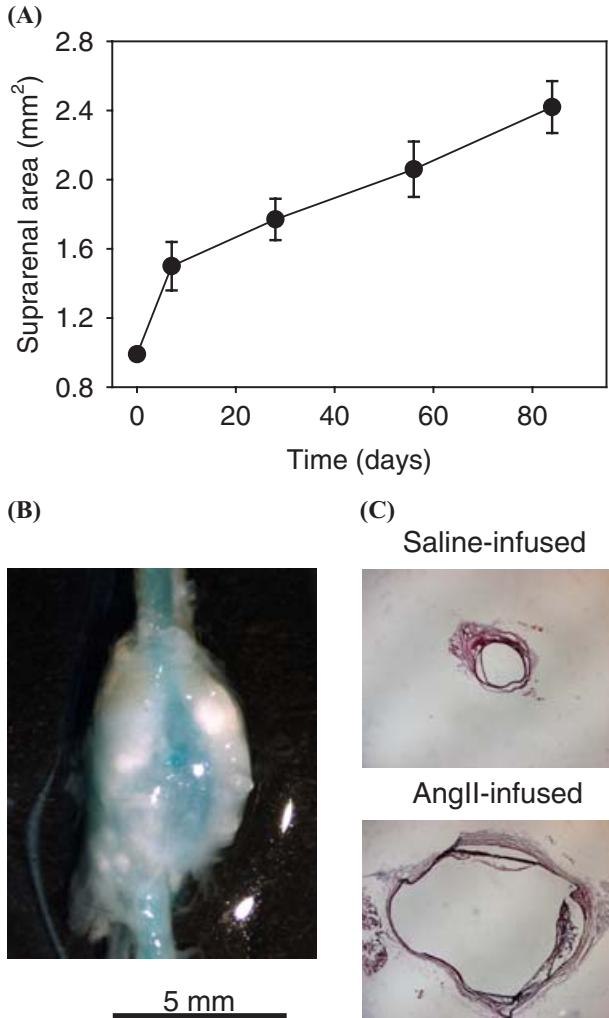 (A)
2.8
2.4
2.0
1.6
1.2
0.8
Suprarenal area (mm²)
0 20 40 60 80
Time (days)
(B)
(C)
Saline-infused
AngII-infused
5 mm